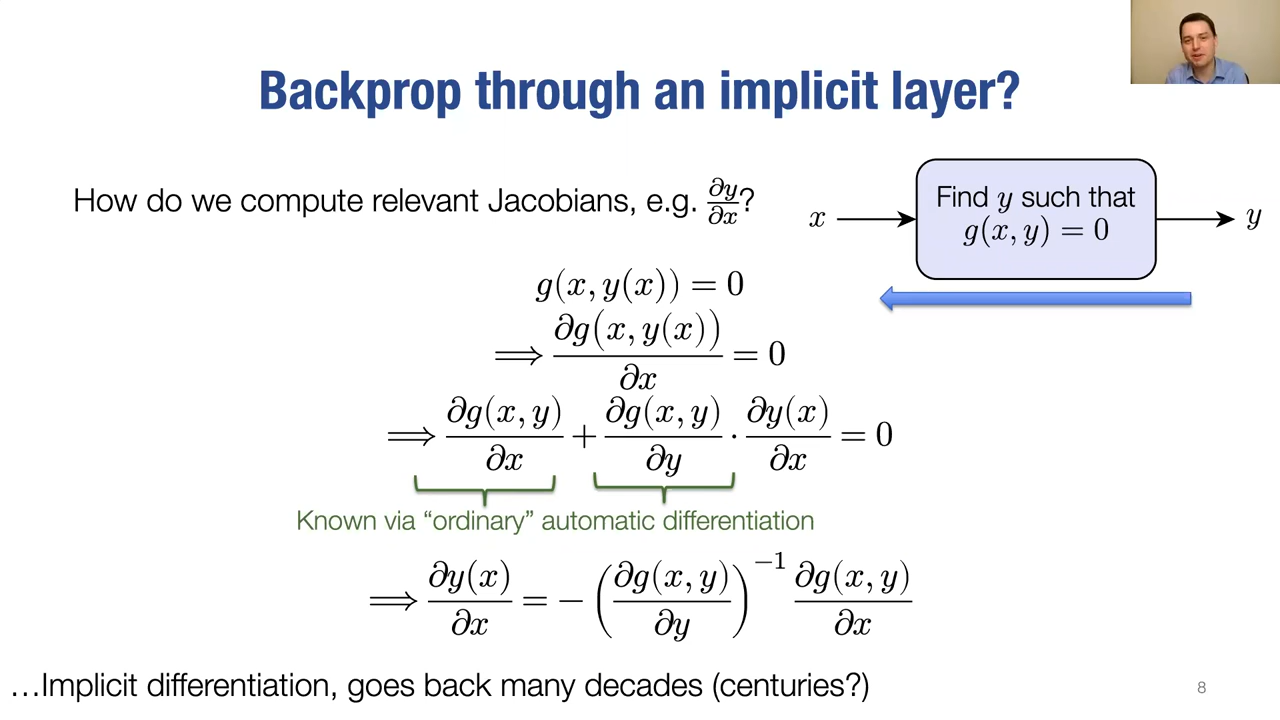 Backprop through an implicit layer?
How do we compute relevant Jacobians, e.g. ∂y/∂x?
x
Find y such that
g(x, y) = 0
y
g(x, y(x)) = 0
⟹ ∂g(x, y(x))/∂x = 0
⟹ ∂g(x, y)/∂x + ∂g(x, y)/∂y · ∂y(x)/∂x = 0
Known via “ordinary” automatic differentiation
⟹ ∂y(x)/∂x = − (∂g(x, y)/∂y)⁻¹ ∂g(x, y)/∂x
…Implicit differentiation, goes back many decades (centuries?)
8